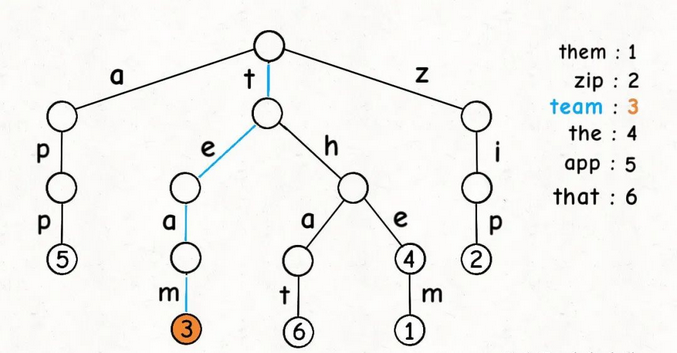 a
t
z
them : 1
zip : 2
team : 3
the : 4
app : 5
that : 6
p
e
h
i
p
a
a
e
p
5
m
t
4
m
2
3
6
1